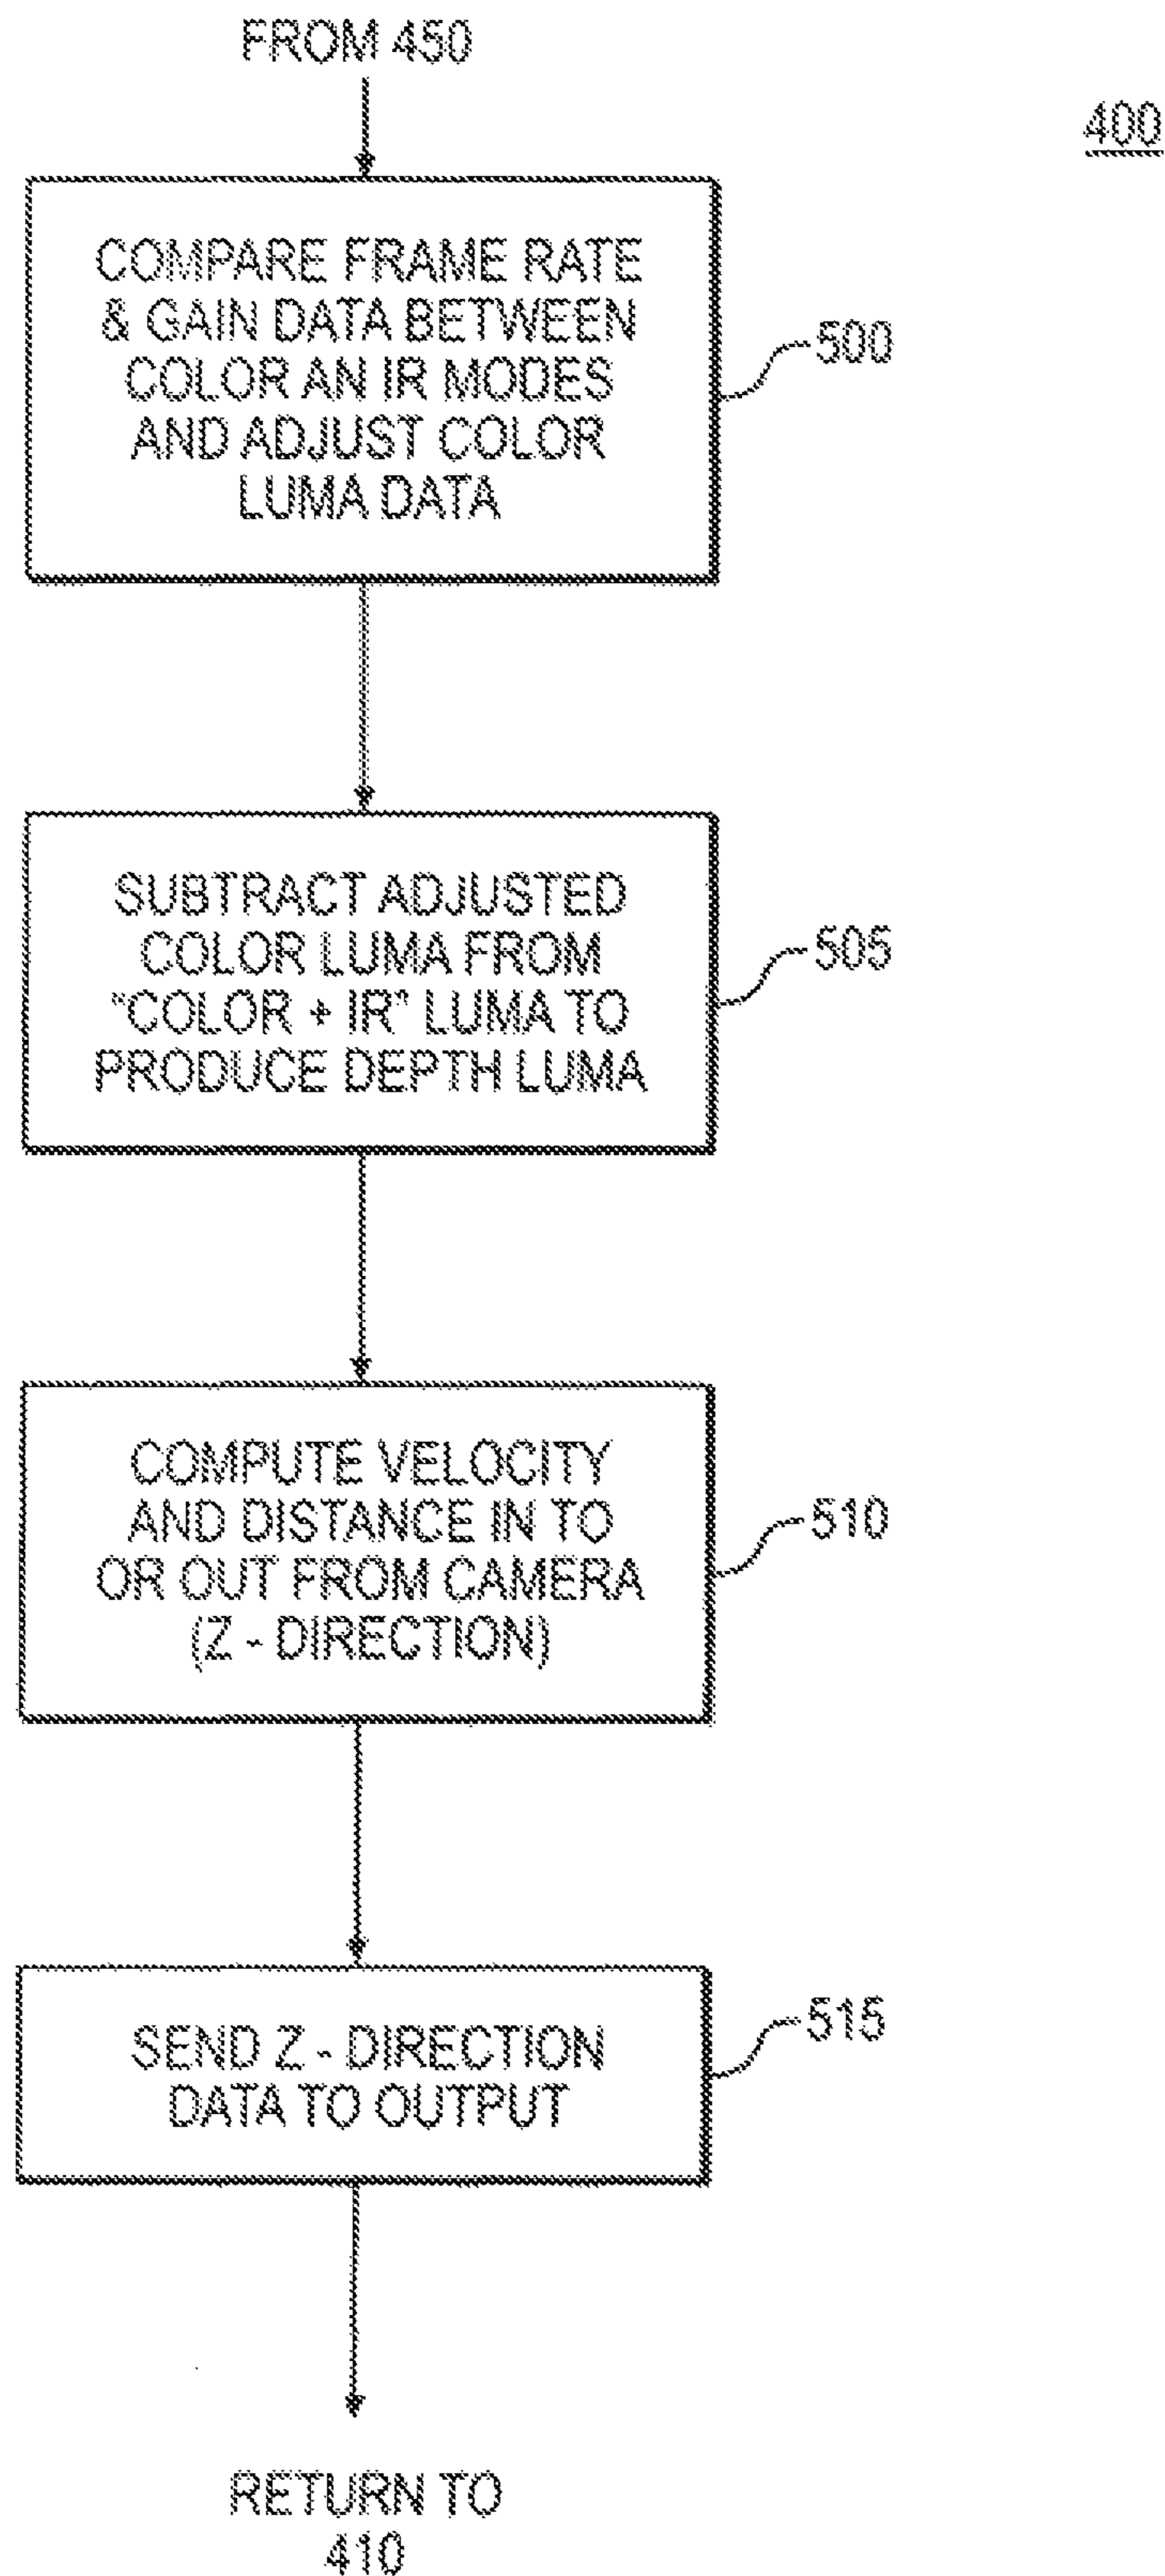 FROM 450
400
COMPARE FRAME RATE
& GAIN DATA BETWEEN
COLOR AN IR MODES
AND ADJUST COLOR
LUMA DATA
500
SUBTRACT ADJUSTED
COLOR LUMA FROM
"COLOR + IR" LUMA TO
PRODUCE DEPTH LUMA
505
COMPUTE VELOCITY
AND DISTANCE IN TO
OR OUT FROM CAMERA
(Z - DIRECTION)
510
SEND Z - DIRECTION
DATA TO OUTPUT
515
RETURN TO
410